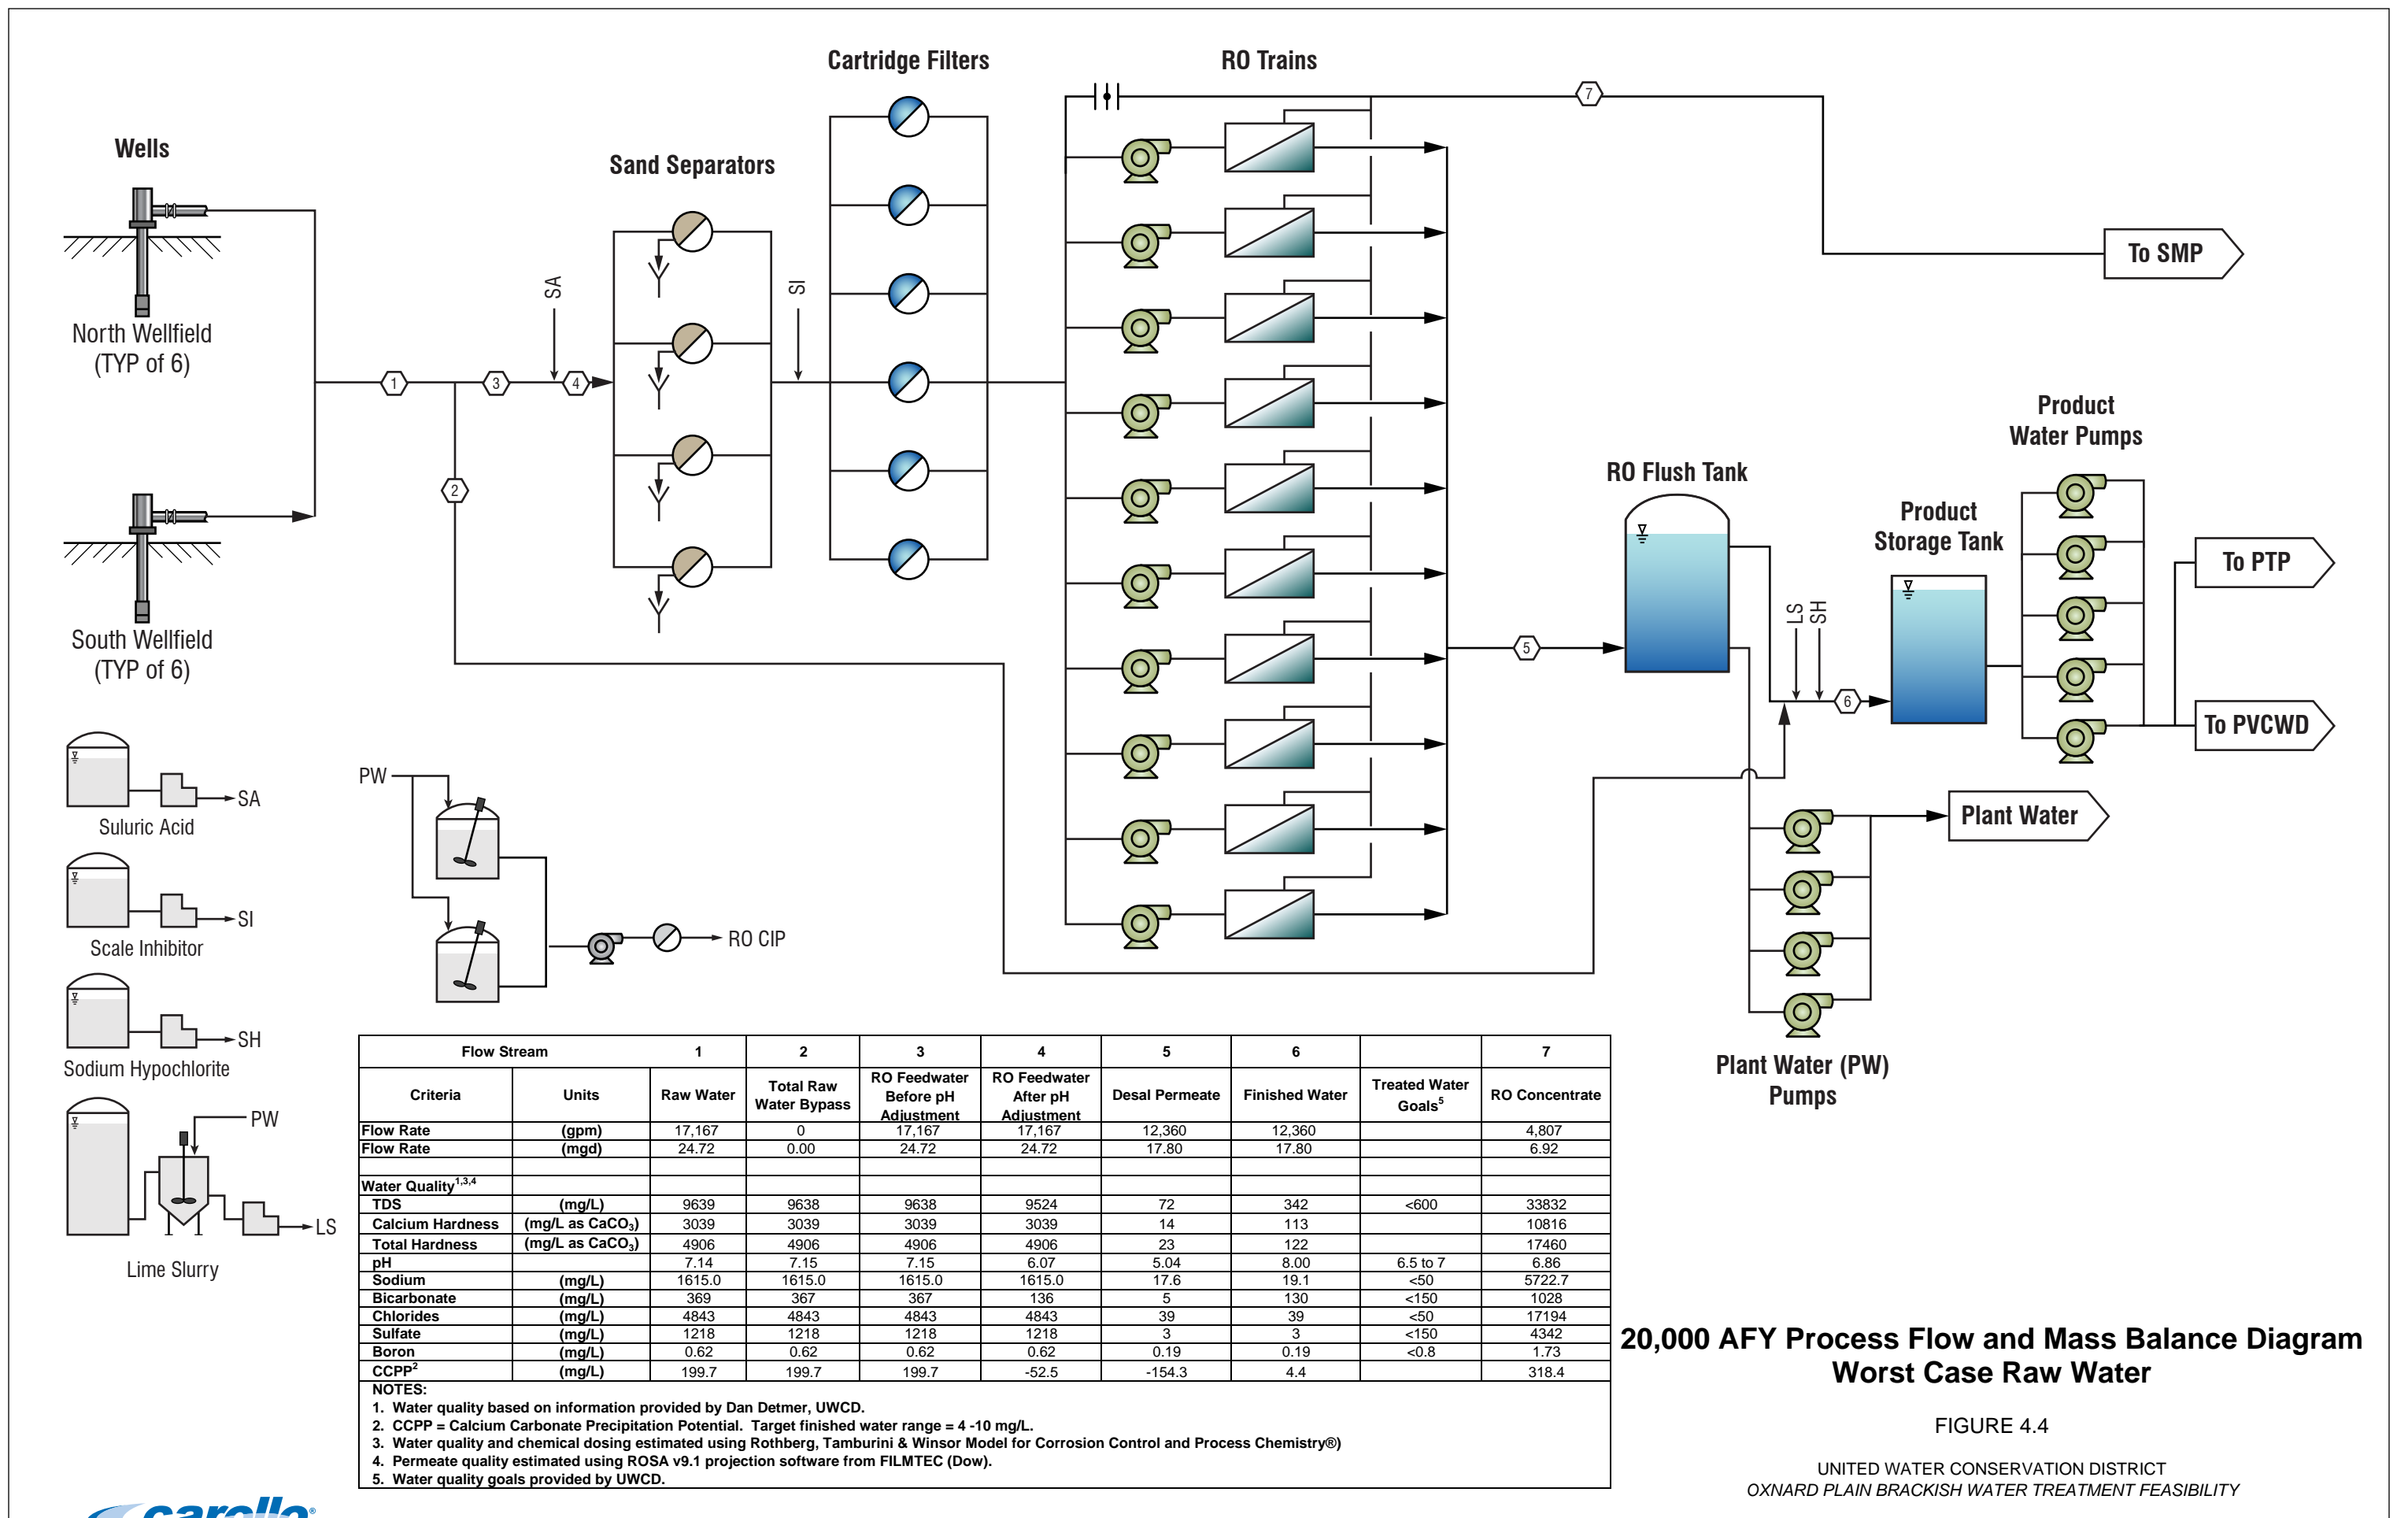 Cartridge Filters
RO Trains
7
Wells
Sand Separators
To SMP
SA
SI
North Wellfield
(TYP of 6)
1
3
4
2
Product
Water Pumps
RO Flush Tank
Product
Storage Tank
To PTP
LS
SH
South Wellfield
(TYP of 6)
5
6
To PVCWD
SA
Suluric Acid
PW
Plant Water
SI
Scale Inhibitor
RO CIP
SH
Sodium Hypochlorite
Plant Water (PW)
Pumps
PW
LS
Lime Slurry
Flow Stream 1 2 3 4 5 6 7
Criteria Units Raw Water Total Raw Water Bypass RO Feedwater Before pH Adjustment RO Feedwater After pH Adjustment Desal Permeate Finished Water Treated Water Goals5 RO Concentrate
Flow Rate (gpm) 17,167 0 17,167 17,167 12,360 12,360 4,807
Flow Rate (mgd) 24.72 0.00 24.72 24.72 17.80 17.80 6.92
Water Quality1,3,4
TDS (mg/L) 9639 9638 9638 9524 72 342 <600 33832
Calcium Hardness (mg/L as CaCO3) 3039 3039 3039 3039 14 113 10816
Total Hardness (mg/L as CaCO3) 4906 4906 4906 4906 23 122 17460
pH 7.14 7.15 7.15 6.07 5.04 8.00 6.5 to 7 6.86
Sodium (mg/L) 1615.0 1615.0 1615.0 1615.0 17.6 19.1 <50 5722.7
Bicarbonate (mg/L) 369 367 367 136 5 130 <150 1028
Chlorides (mg/L) 4843 4843 4843 4843 39 39 <50 17194
Sulfate (mg/L) 1218 1218 1218 1218 3 3 <150 4342
Boron (mg/L) 0.62 0.62 0.62 0.62 0.19 0.19 <0.8 1.73
CCPP2 (mg/L) 199.7 199.7 199.7 -52.5 -154.3 4.4 318.4
NOTES:
1. Water quality based on information provided by Dan Detmer, UWCD.
2. CCPP = Calcium Carbonate Precipitation Potential. Target finished water range = 4 -10 mg/L.
3. Water quality and chemical dosing estimated using Rothberg, Tamburini & Winsor Model for Corrosion Control and Process Chemistry®)
4. Permeate quality estimated using ROSA v9.1 projection software from FILMTEC (Dow).
5. Water quality goals provided by UWCD.
20,000 AFY Process Flow and Mass Balance Diagram
Worst Case Raw Water
FIGURE 4.4
UNITED WATER CONSERVATION DISTRICT
OXNARD PLAIN BRACKISH WATER TREATMENT FEASIBILITY
carollo®